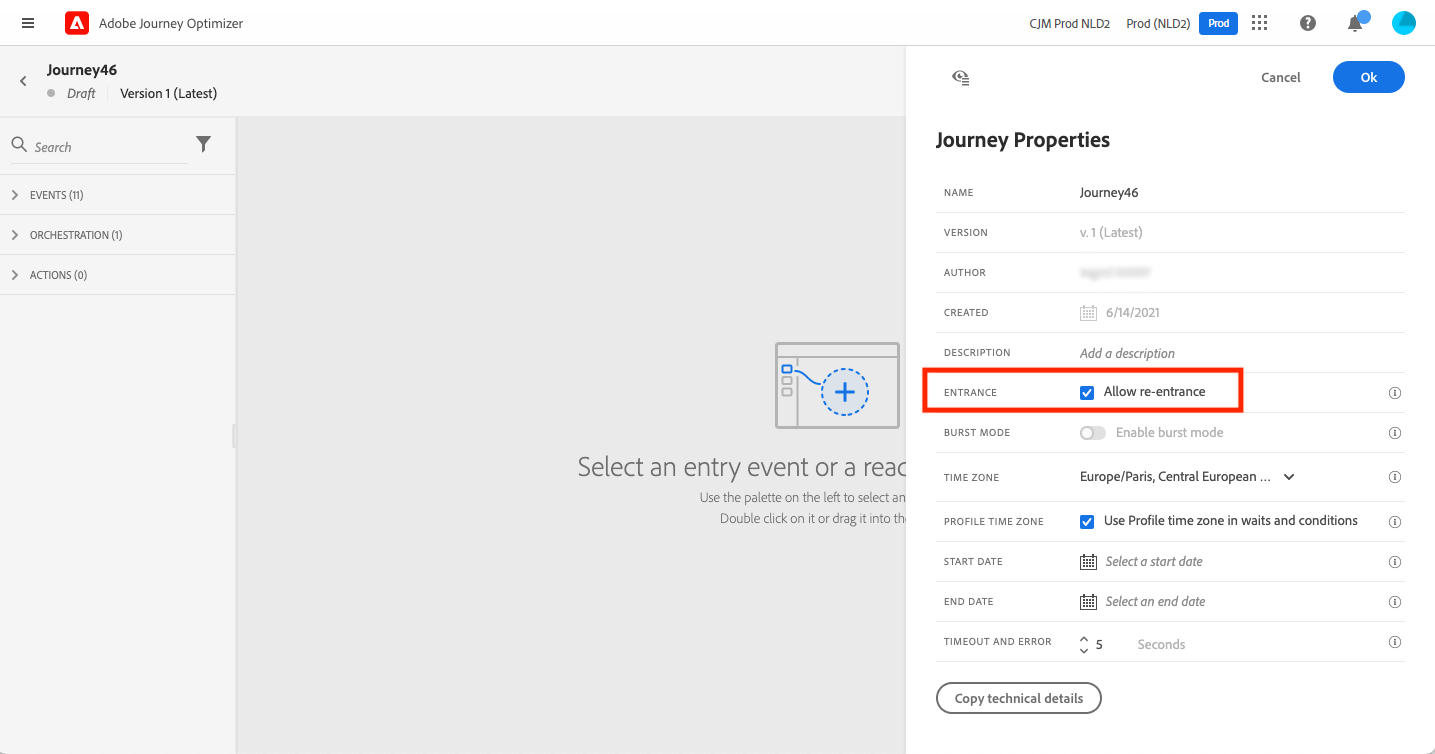 Adobe Journey Optimizer
CJM Prod NLD2
Prod (NLD2)
Prod
Journey46
Draft
Version 1 (Latest)
Search
EVENTS (11)
ORCHESTRATION (1)
ACTIONS (0)
Select an entry event or a reac
Use the palette on the left to select an
Double click on it or drag it into the
Cancel
Ok
Journey Properties
NAME Journey46
VERSION v. 1 (Latest)
AUTHOR
CREATED 6/14/2021
DESCRIPTION Add a description
ENTRANCE Allow re-entrance
BURST MODE Enable burst mode
TIME ZONE Europe/Paris, Central European ...
PROFILE TIME ZONE Use Profile time zone in waits and conditions
START DATE Select a start date
END DATE Select an end date
TIMEOUT AND ERROR 5 Seconds
Copy technical details